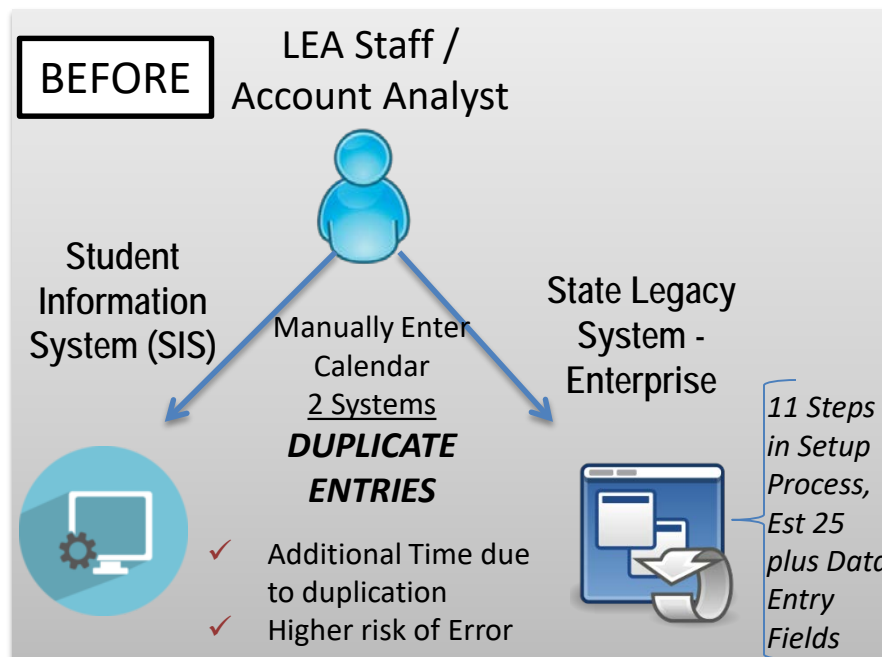 BEFORE
LEA Staff /
Account Analyst
Student
Information
System (SIS)
Manually Enter
Calendar
2 Systems
DUPLICATE
ENTRIES
✓ Additional Time due
to duplication
✓ Higher risk of Error
State Legacy
System -
Enterprise
11 Steps
in Setup
Process,
Est 25
plus Data
Entry
Fields